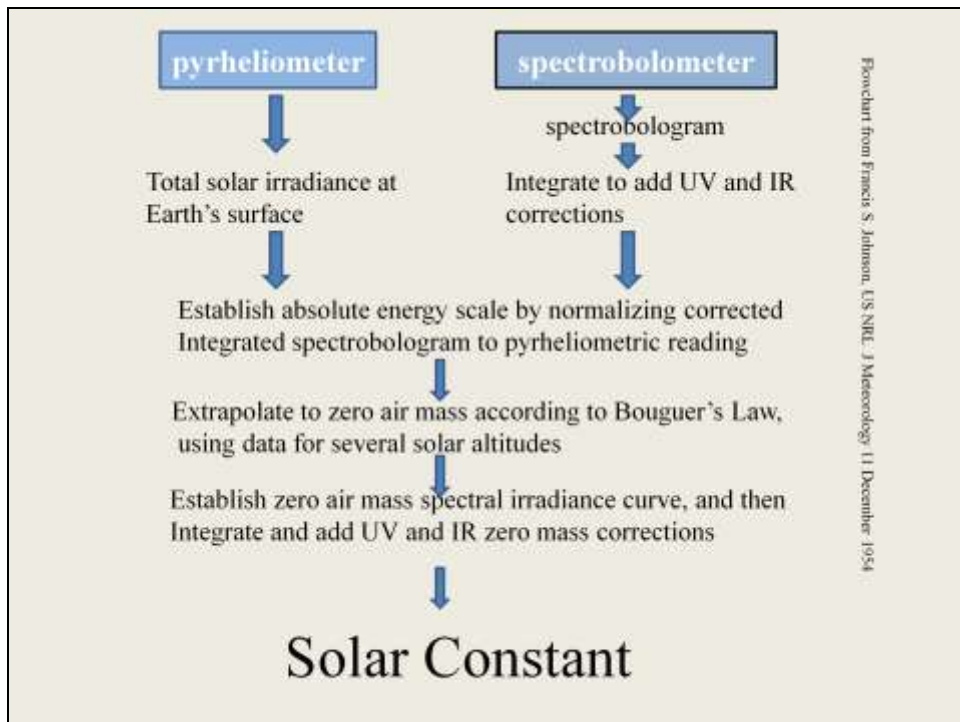 pyrheliometer
spectrobolometer
spectrobologram
Total solar irradiance at
Earth's surface
Integrate to add UV and IR
corrections
Establish absolute energy scale by normalizing corrected
Integrated spectrobologram to pyrheliometric reading
Extrapolate to zero air mass according to Bouguer's Law,
using data for several solar altitudes
Establish zero air mass spectral irradiance curve, and then
Integrate and add UV and IR zero mass corrections
Solar Constant
Flowchart from Francis S. Johnson, US NRL. J Meteorology 11 December 1954